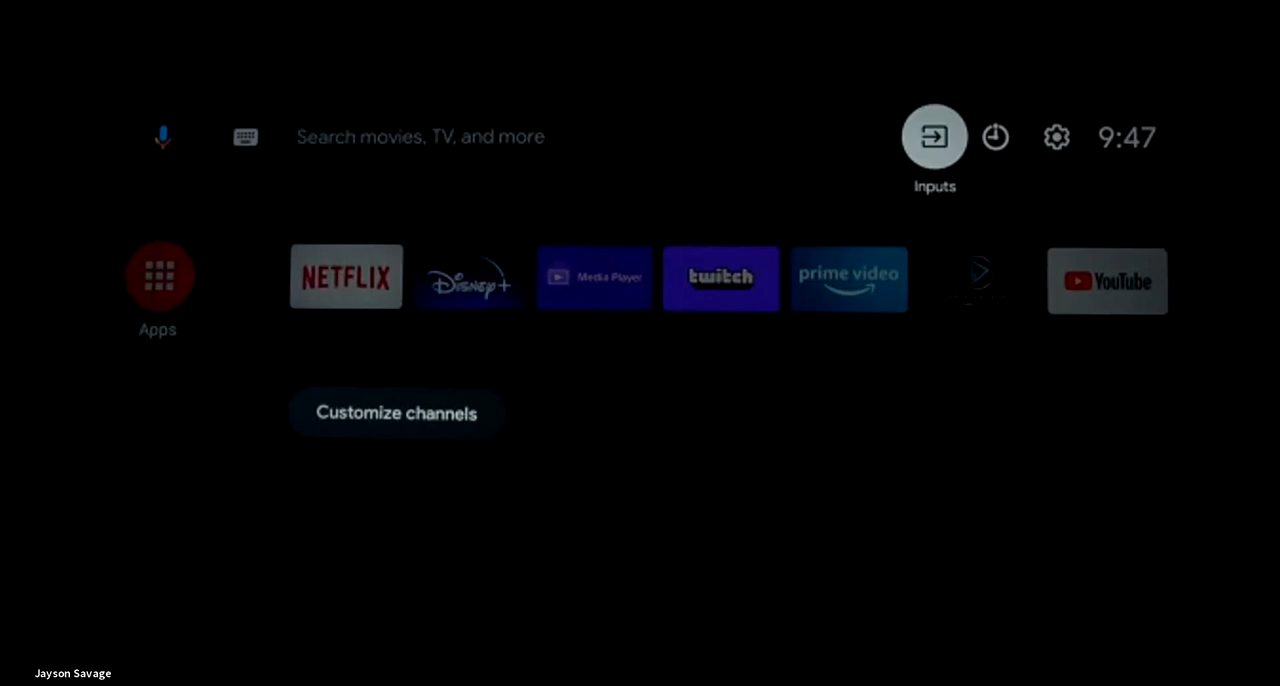 Search movies, TV, and more
9:47
Inputs
NETFLIX
Disney+
Media Player
twitch
prime video
YouTube
Apps
Customize channels
Jayson Savage